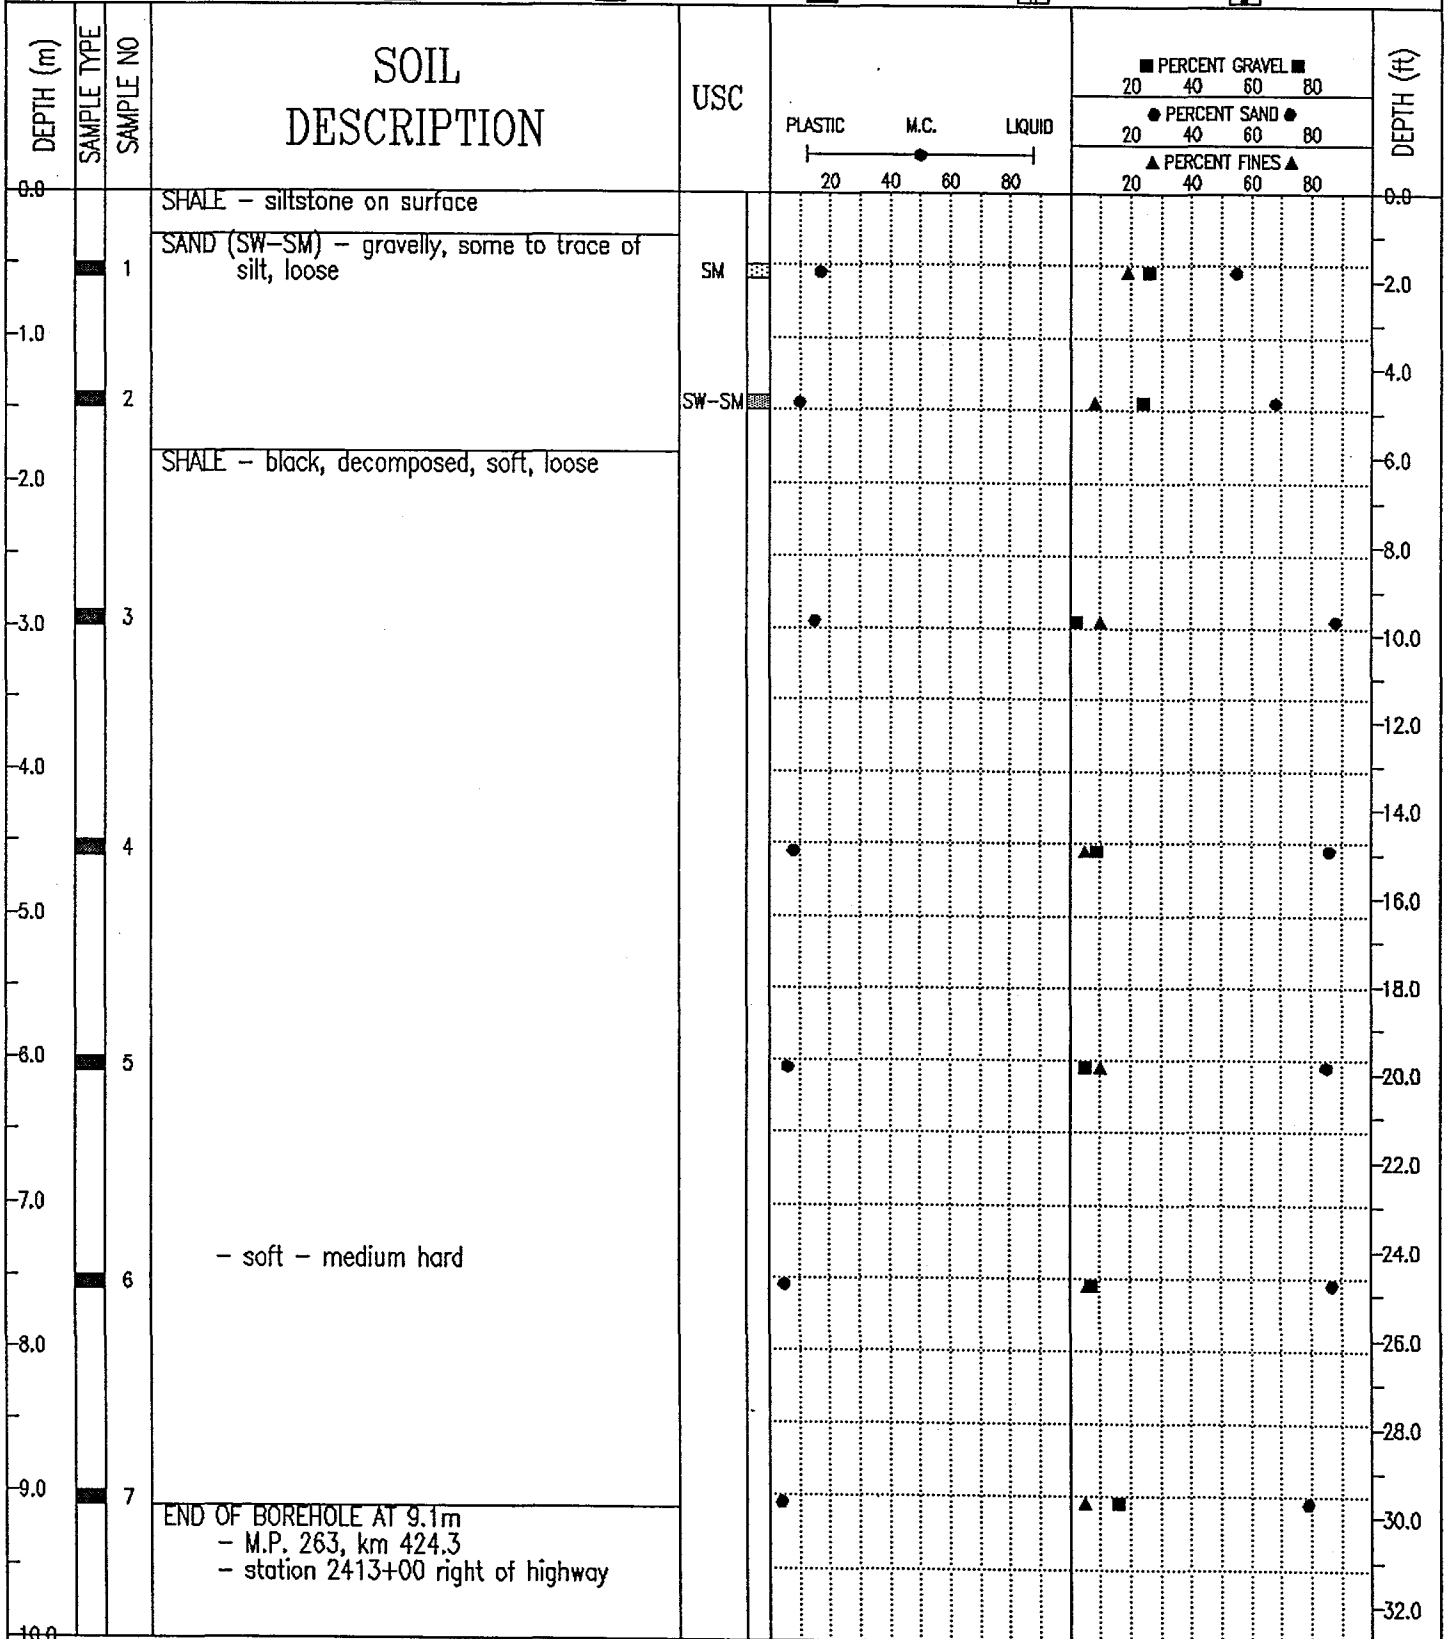 DEPTH (m)
SAMPLE TYPE
SAMPLE NO
SOIL
DESCRIPTION
USC
PLASTIC M.C. LIQUID
20 40 60 80
■ PERCENT GRAVEL ■
20 40 60 80
● PERCENT SAND ●
20 40 60 80
▲ PERCENT FINES ▲
20 40 60 80
DEPTH (ft)
0.0 0.0
SHALE – siltstone on surface
SAND (SW–SM) – gravelly, some to trace of
silt, loose
1 SM
2.0
1.0
4.0
2 SW–SM
SHALE – black, decomposed, soft, loose
6.0
2.0
8.0
3
3.0
10.0
12.0
4.0
14.0
4
5.0
16.0
18.0
6.0
5
20.0
22.0
7.0
– soft – medium hard
24.0
6
8.0
26.0
28.0
9.0
7
END OF BOREHOLE AT 9.1m
30.0
– M.P. 263, km 424.3
– station 2413+00 right of highway
32.0
10.0